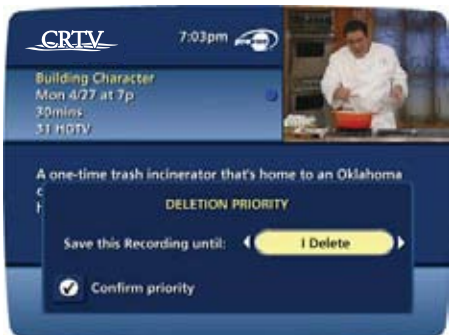 CRTV
7:03pm
Building Character
Mon 4/27 at 7p
30mins
31 HDTV
A one-time trash incinerator that's home to an Oklahoma
DELETION PRIORITY
Save this Recording until:
I Delete
Confirm priority